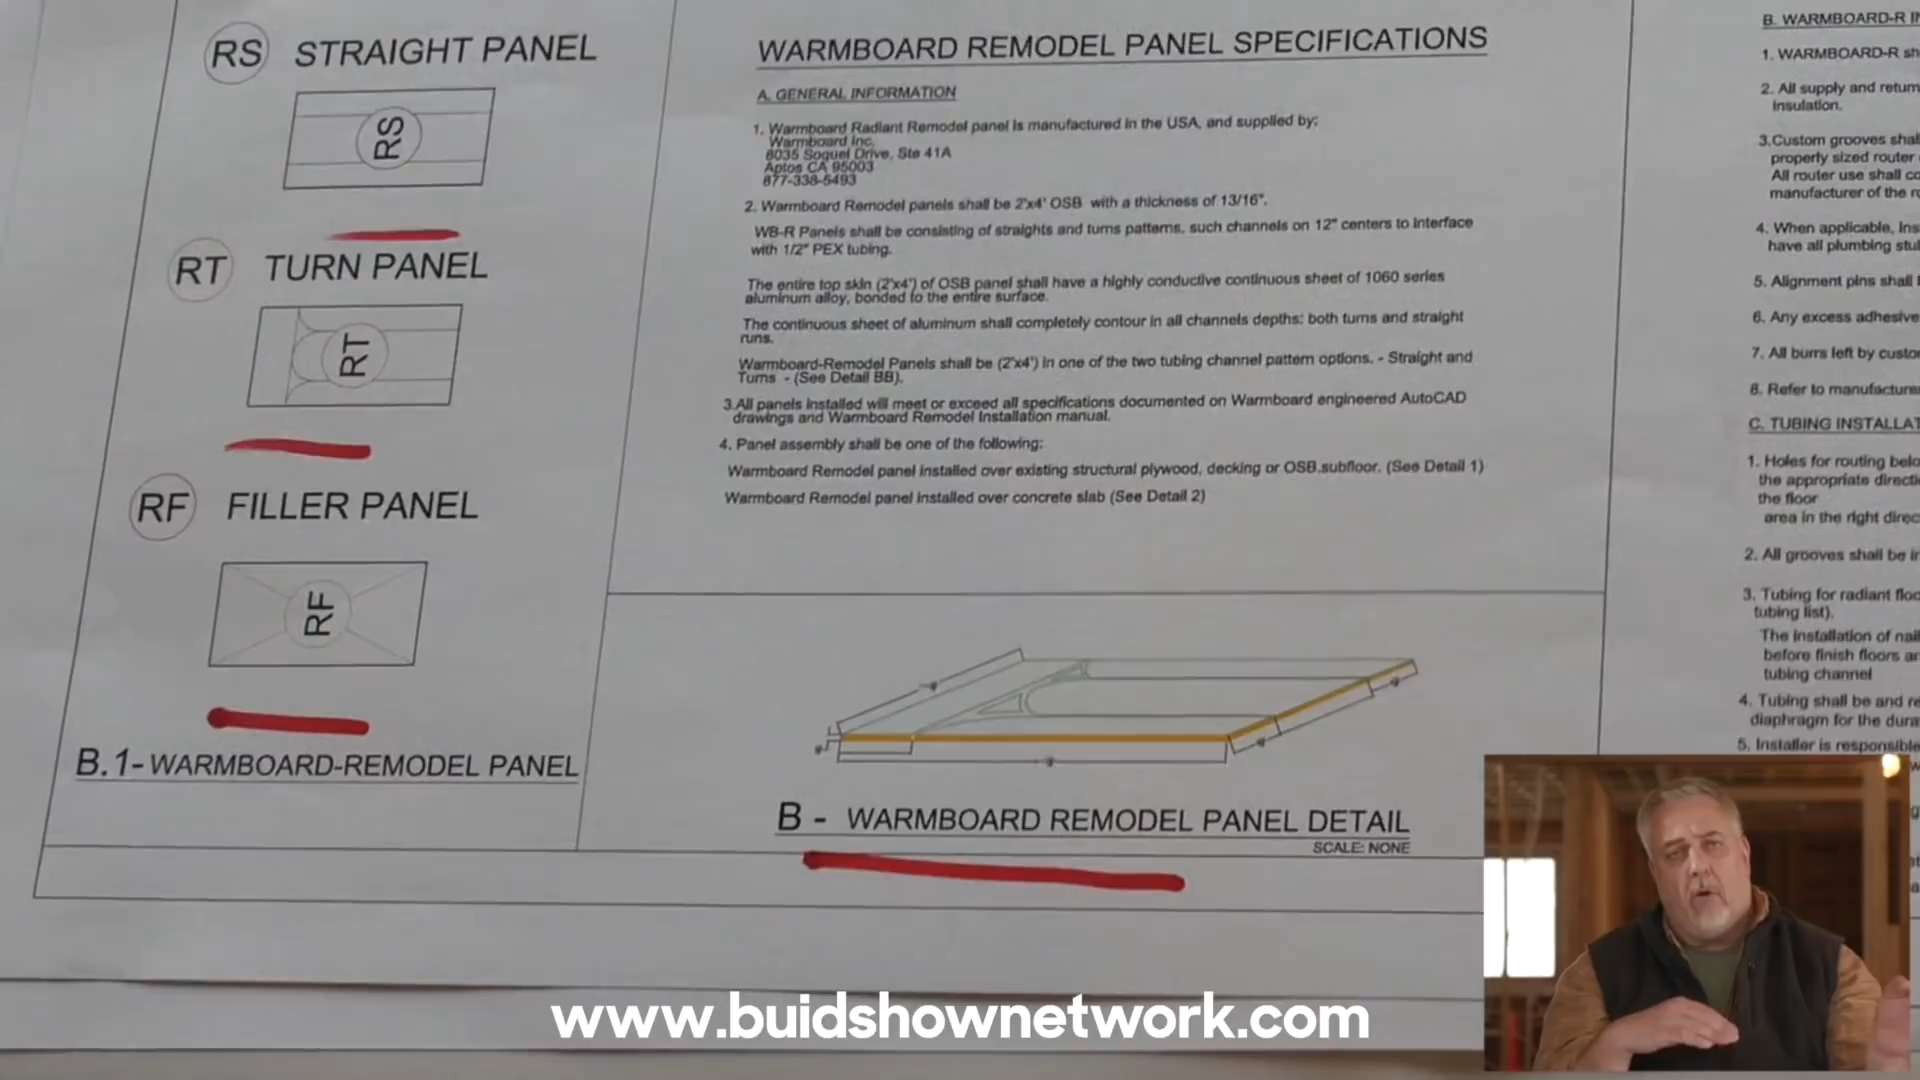 RS STRAIGHT PANEL
RS
RT TURN PANEL
RT
RF FILLER PANEL
RF
B.1- WARMBOARD-REMODEL PANEL
WARMBOARD REMODEL PANEL SPECIFICATIONS
A. GENERAL INFORMATION
1. Warmboard Radiant Remodel panel is manufactured in the USA, and supplied by:
Warmboard Inc.
8035 Soquel Drive, Ste 41A
Aptos CA 95003
877-338-5493
2. Warmboard Remodel panels shall be 2'x4' OSB with a thickness of 13/16".
WB-R Panels shall be consisting of straights and turns patterns, such channels on 12" centers to interface
with 1/2" PEX tubing.
The entire top skin (2'x4') of OSB panel shall have a highly conductive continuous sheet of 1060 series
aluminum alloy, bonded to the entire surface.
The continuous sheet of aluminum shall completely contour in all channels depths: both turns and straight
runs.
Warmboard-Remodel Panels shall be (2'x4') in one of the two tubing channel pattern options. - Straight and
Turns - (See Detail BB).
3.All panels installed will meet or exceed all specifications documented on Warmboard engineered AutoCAD
drawings and Warmboard Remodel Installation manual.
4. Panel assembly shall be one of the following:
Warmboard Remodel panel installed over existing structural plywood, decking or OSB.subfloor. (See Detail 1)
Warmboard Remodel panel installed over concrete slab (See Detail 2)
B - WARMBOARD REMODEL PANEL DETAIL
SCALE: NONE
B. WARMBOARD-R
1. WARMBOARD-R
2. All supply and return
insulation.
3.Custom grooves
properly sized router
All router use shall
manufacturer of the
4. When applicable,
have all plumbing
5. Alignment pins shall
6. Any excess adhesive
7. All burrs left by
8. Refer to
C. TUBING
1. Holes for routing
the appropriate
the floor
area in the right
2. All grooves shall be
3. Tubing for radiant
tubing list).
The installation of
before finish floors
tubing channel
4. Tubing shall be and
diaphragm for the
5. Installer is responsible
www.buidshownetwork.com